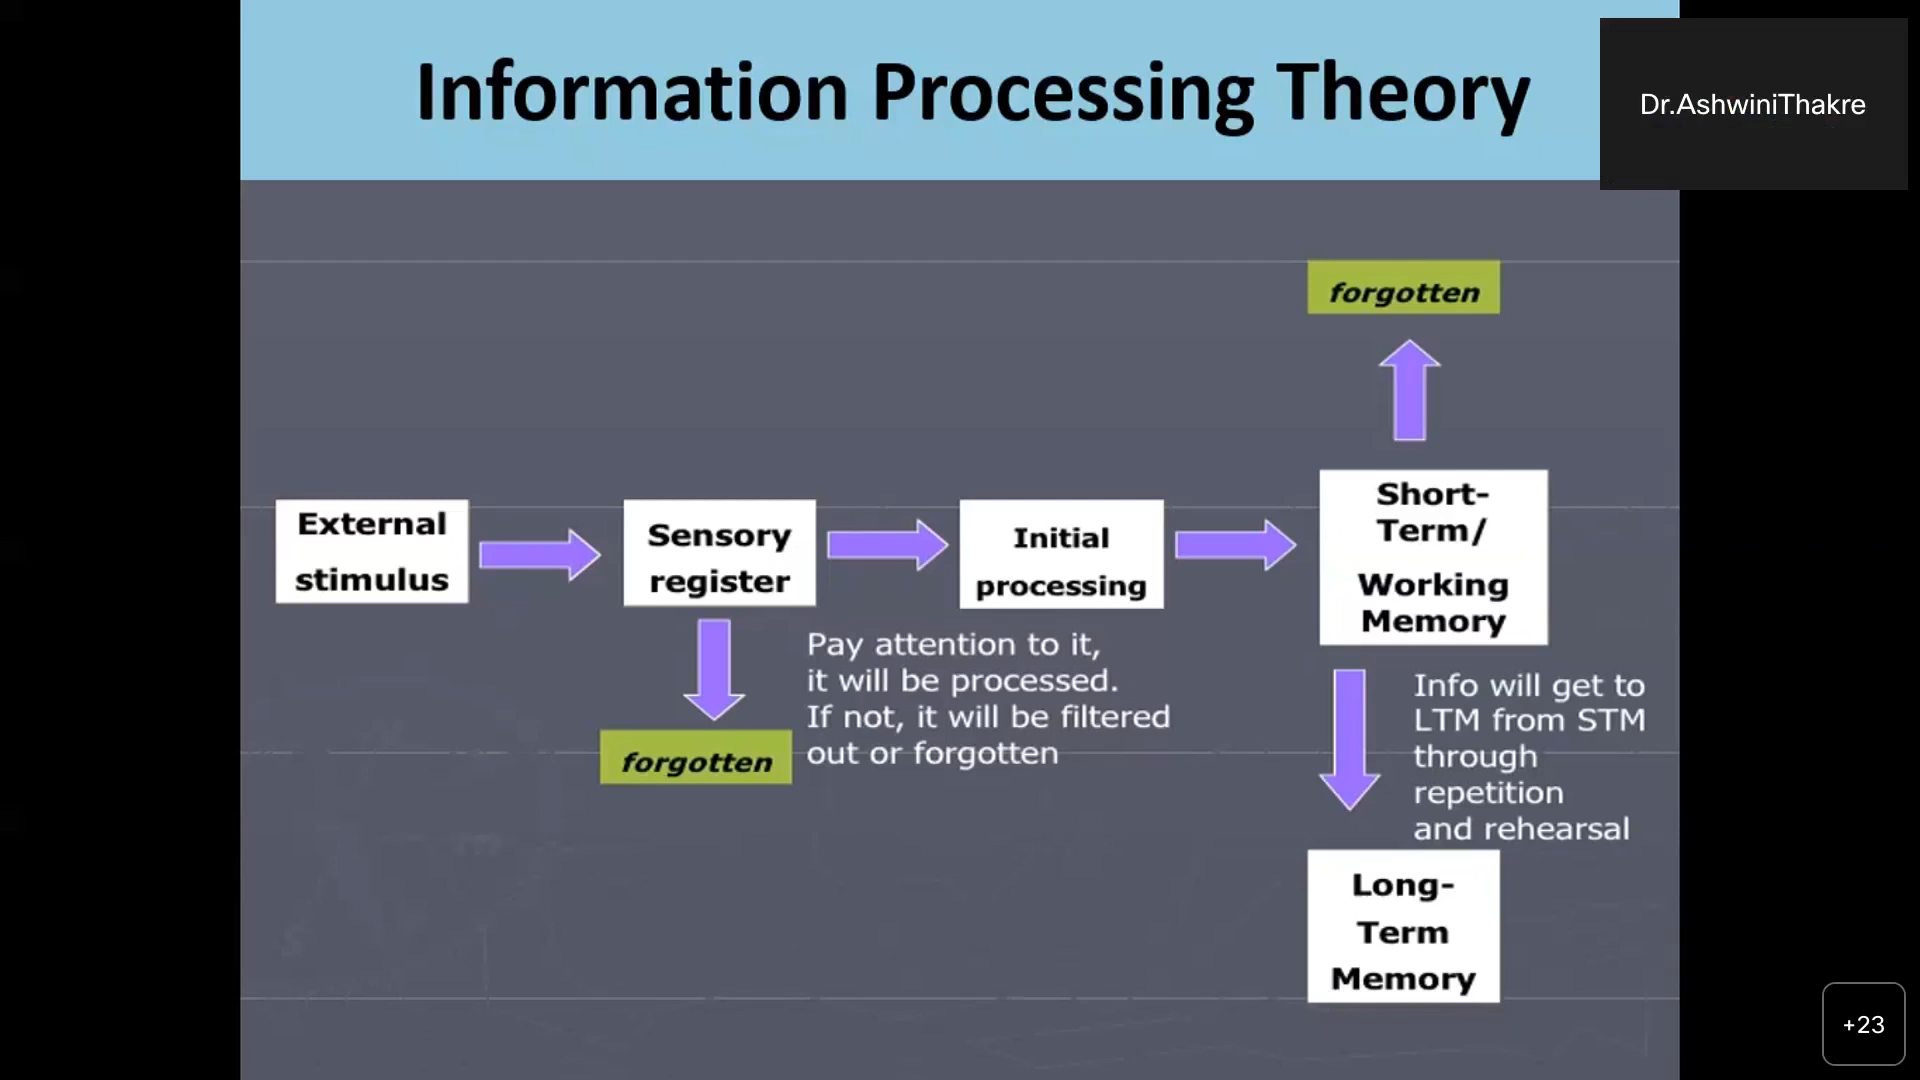 Information Processing Theory
Dr.AshwiniThakre
forgotten
External
stimulus
Sensory
register
Initial
processing
Short-
Term/
Working
Memory
Pay attention to it,
it will be processed.
If not, it will be filtered
out or forgotten
forgotten
Info will get to
LTM from STM
through
repetition
and rehearsal
Long-
Term
Memory
+23